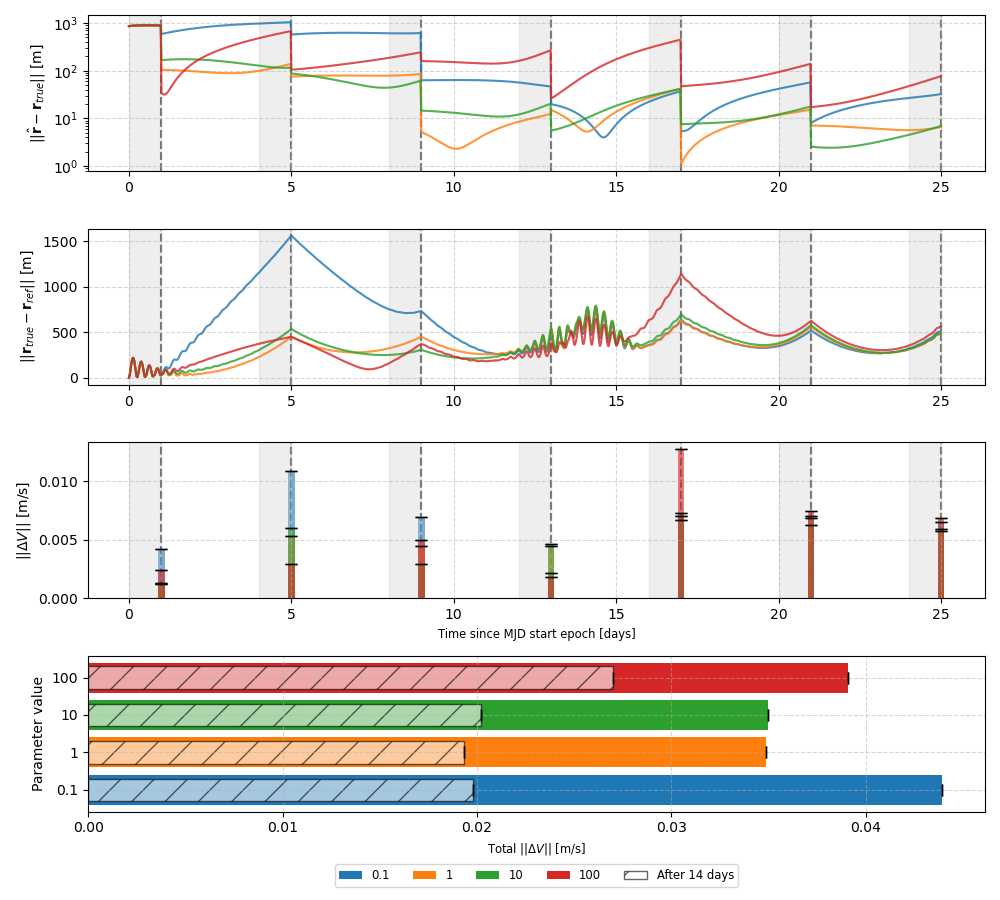 ||r̂ − r_true|| [m]
10³
10²
10¹
10⁰
0 5 10 15 20 25
||r_true − r_ref|| [m]
1500
1000
500
0
0 5 10 15 20 25
||ΔV|| [m/s]
0.010
0.005
0.000
0 5 10 15 20 25
Time since MJD start epoch [days]
Parameter value
100
10
1
0.1
0.00 0.01 0.02 0.03 0.04
Total ||ΔV|| [m/s]
0.1 1 10 100 After 14 days